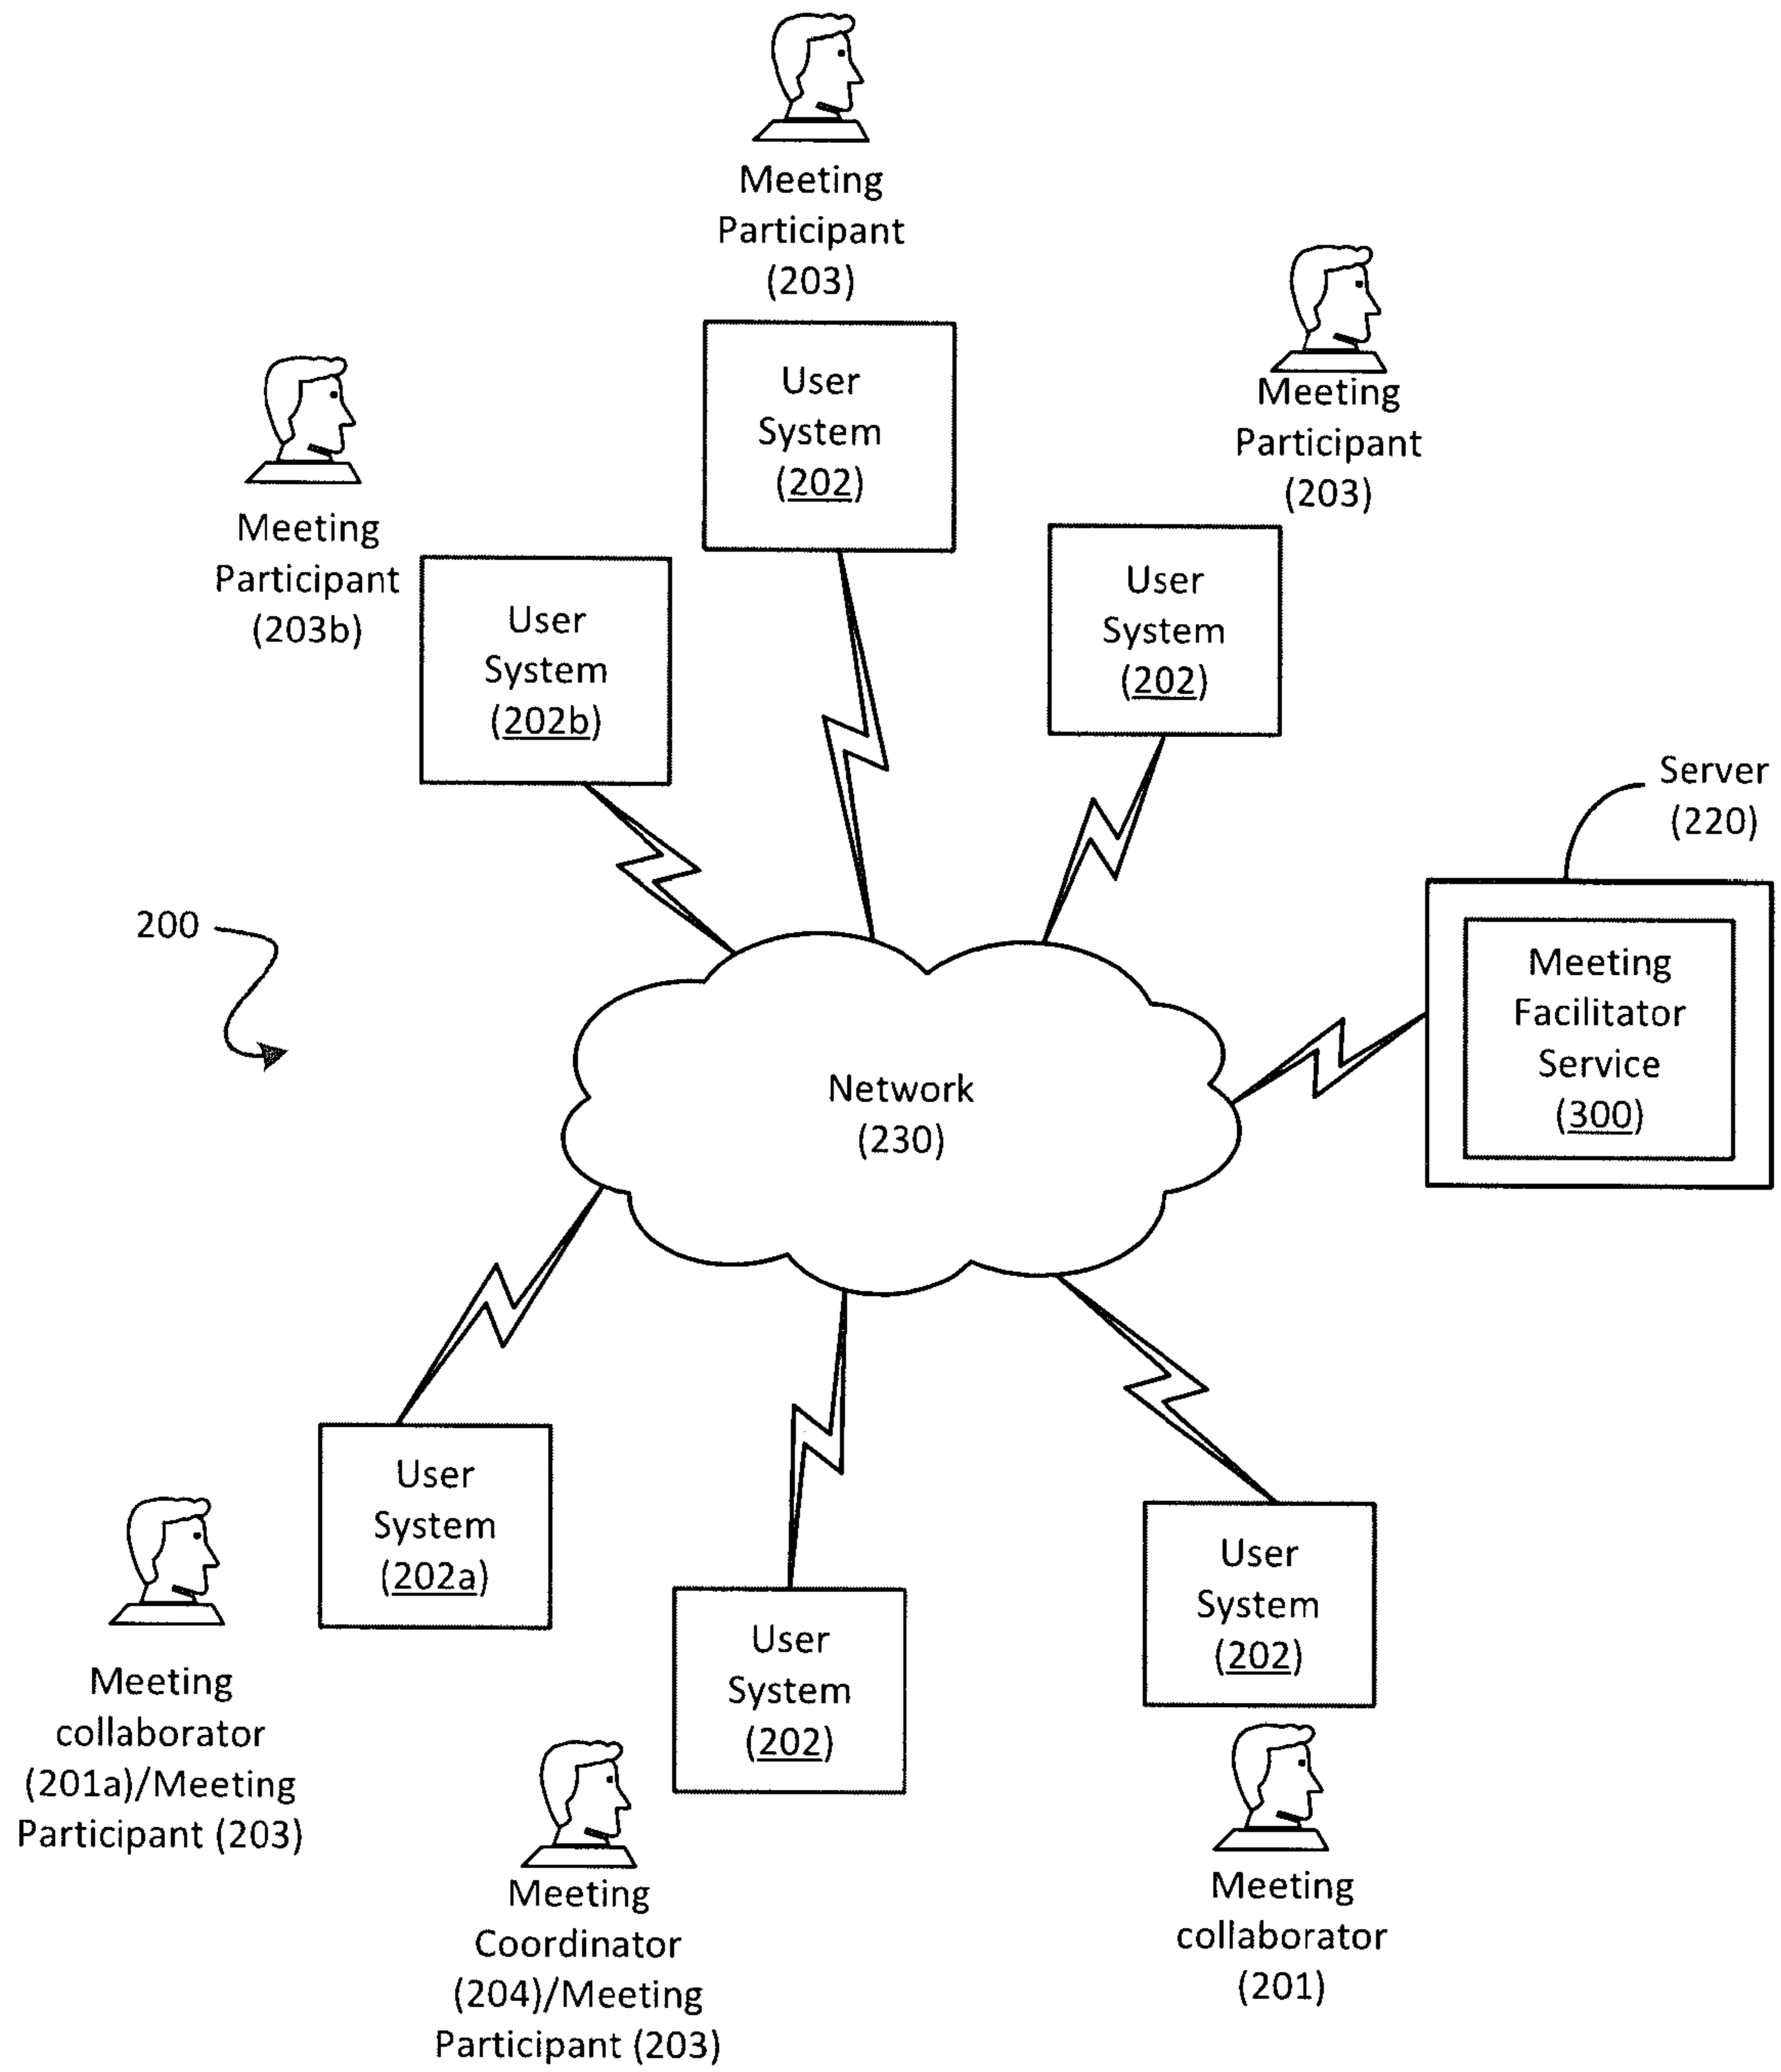 Meeting
Participant
(203)
Meeting
Participant
(203)
Meeting
Participant
(203b)
User
System
(202)
User
System
(202)
User
System
(202b)
Server
(220)
200
Meeting
Facilitator
Service
(300)
Network
(230)
User
System
(202a)
User
System
(202)
User
System
(202)
Meeting
collaborator
(201a)/Meeting
Participant (203)
Meeting
Coordinator
(204)/Meeting
Participant (203)
Meeting
collaborator
(201)